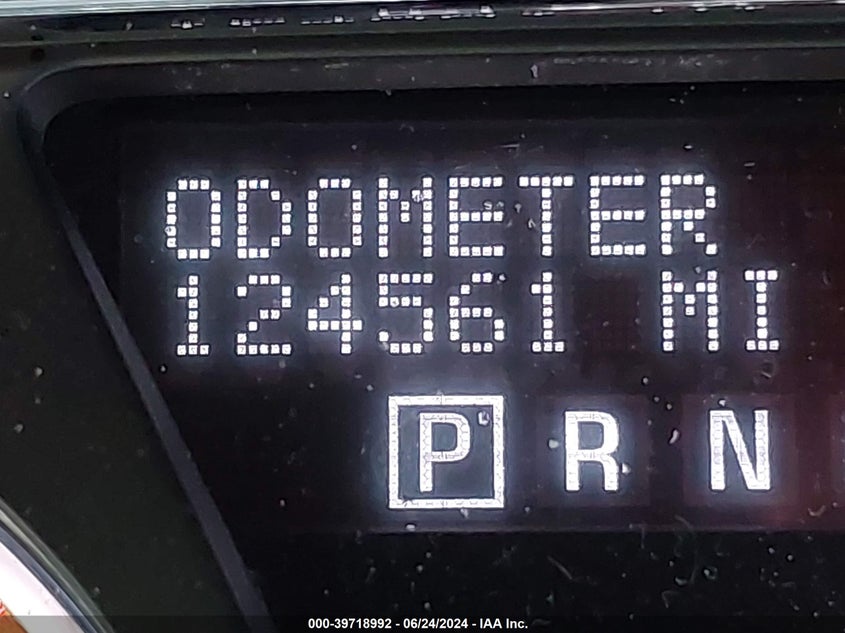 ODOMETER
124561 MI
P R N
000-39718992 - 06/24/2024 - IAA Inc.